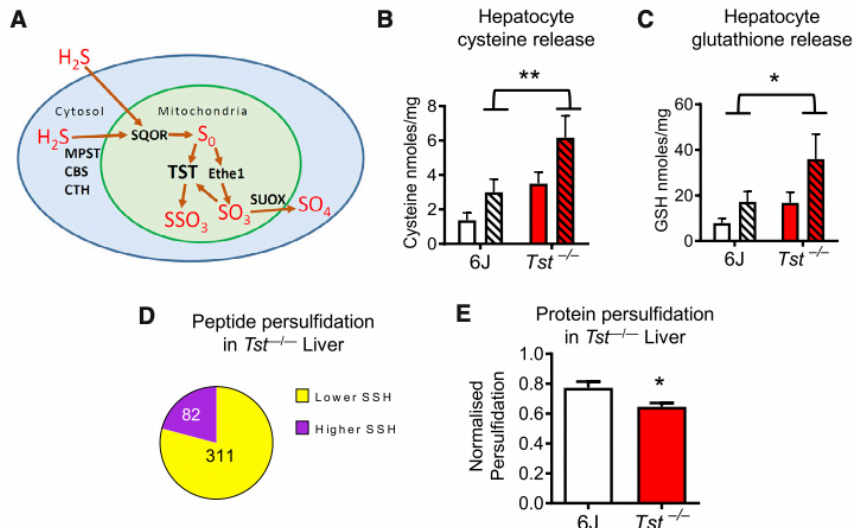 A
H₂S
Cytosol
Mitochondria
H₂S
SQOR
S₀
MPST
CBS
CTH
TST
Ethe1
SUOX
SSO₃
SO₃
SO₄
B
Hepatocyte
cysteine release
**
Cysteine nmoles/mg
8
6
4
2
0
6J
Tst –/–
C
Hepatocyte
glutathione release
*
GSH nmoles/mg
60
40
20
0
6J
Tst –/–
D
Peptide persulfidation
in Tst–/– Liver
82
311
Lower SSH
Higher SSH
E
Protein persulfidation
in Tst–/– Liver
*
Normalised
Persulfidation
1.0
0.8
0.6
0.4
0.2
0.0
6J
Tst –/–